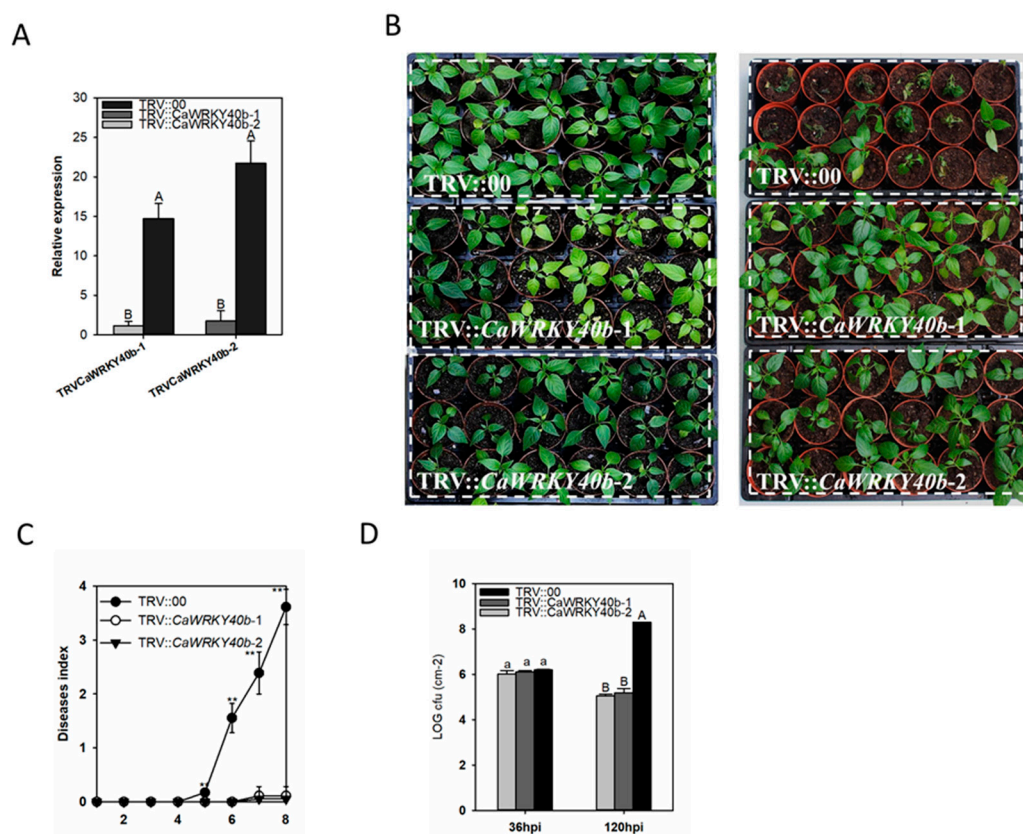 A
30
25
20
15
10
5
0
Relative expression
TRV::00
TRV::CaWRKY40b-1
TRV::CaWRKY40b-2
B
A
B
A
TRVCaWRKY40b-1
TRVCaWRKY40b-2
B
TRV::00
TRV::CaWRKY40b-1
TRV::CaWRKY40b-2
TRV::00
TRV::CaWRKY40b-1
TRV::CaWRKY40b-2
C
4
3
2
1
0
Diseases index
TRV::00
TRV::CaWRKY40b-1
TRV::CaWRKY40b-2
**
**
**
**
2 4 6 8
D
10
8
6
4
2
0
LOG cfu (cm-2)
TRV::00
TRV::CaWRKY40b-1
TRV::CaWRKY40b-2
a a a
B B A
36hpi 120hpi